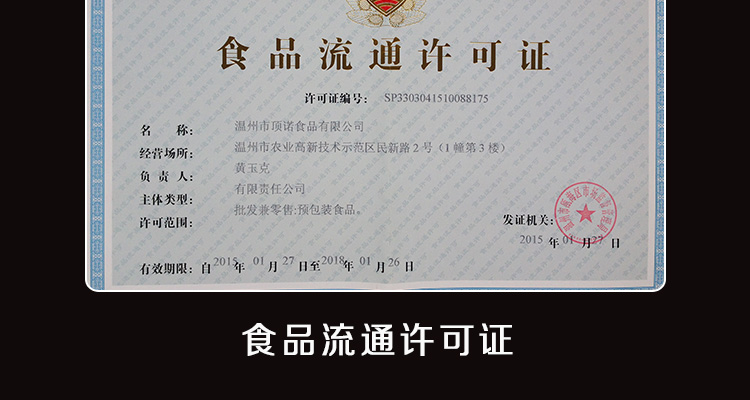 食品流通许可证
许可证编号： SP3303041510088175
名 称： 温州市顶诺食品有限公司
经营场所： 温州市农业高新技术示范区民新路2号（1幢第3楼）
负 责 人： 黄玉克
主体类型： 有限责任公司
许可范围： 批发兼零售:预包装食品。
发证机关：
2015 年 01 月 27 日
有效期限：自 2015 年 01 月 27 日至 2018 年 01 月 26 日
食品流通许可证